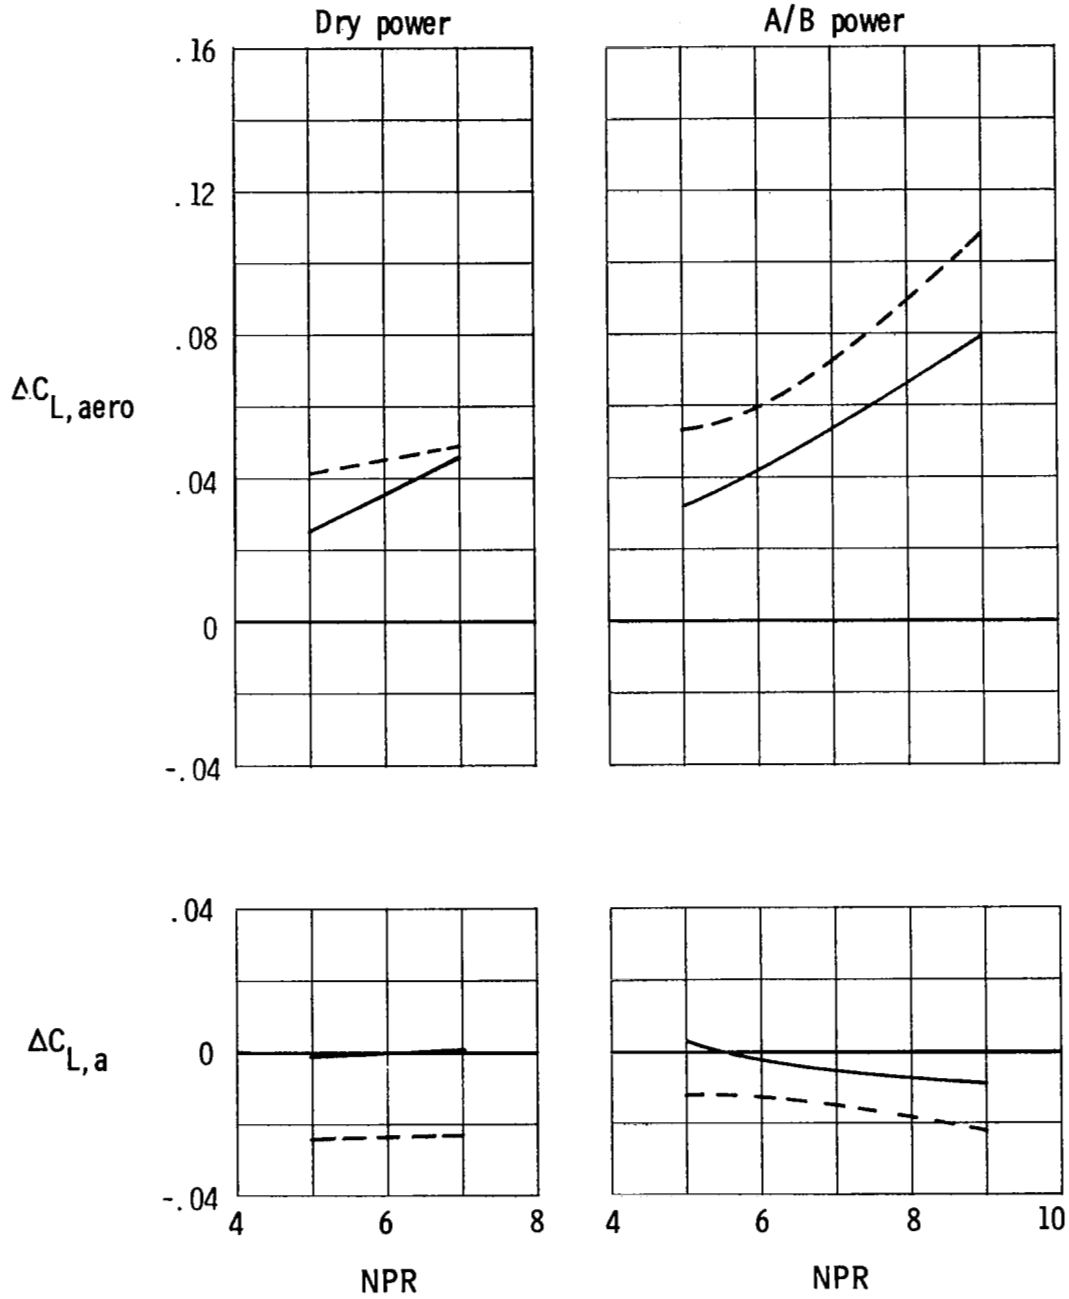 Dry power
A/B power
.16
.12
.08
ΔC_L, aero
.04
0
-.04
.04
ΔC_L, a
0
-.04
4 6 8
4 6 8 10
NPR
NPR